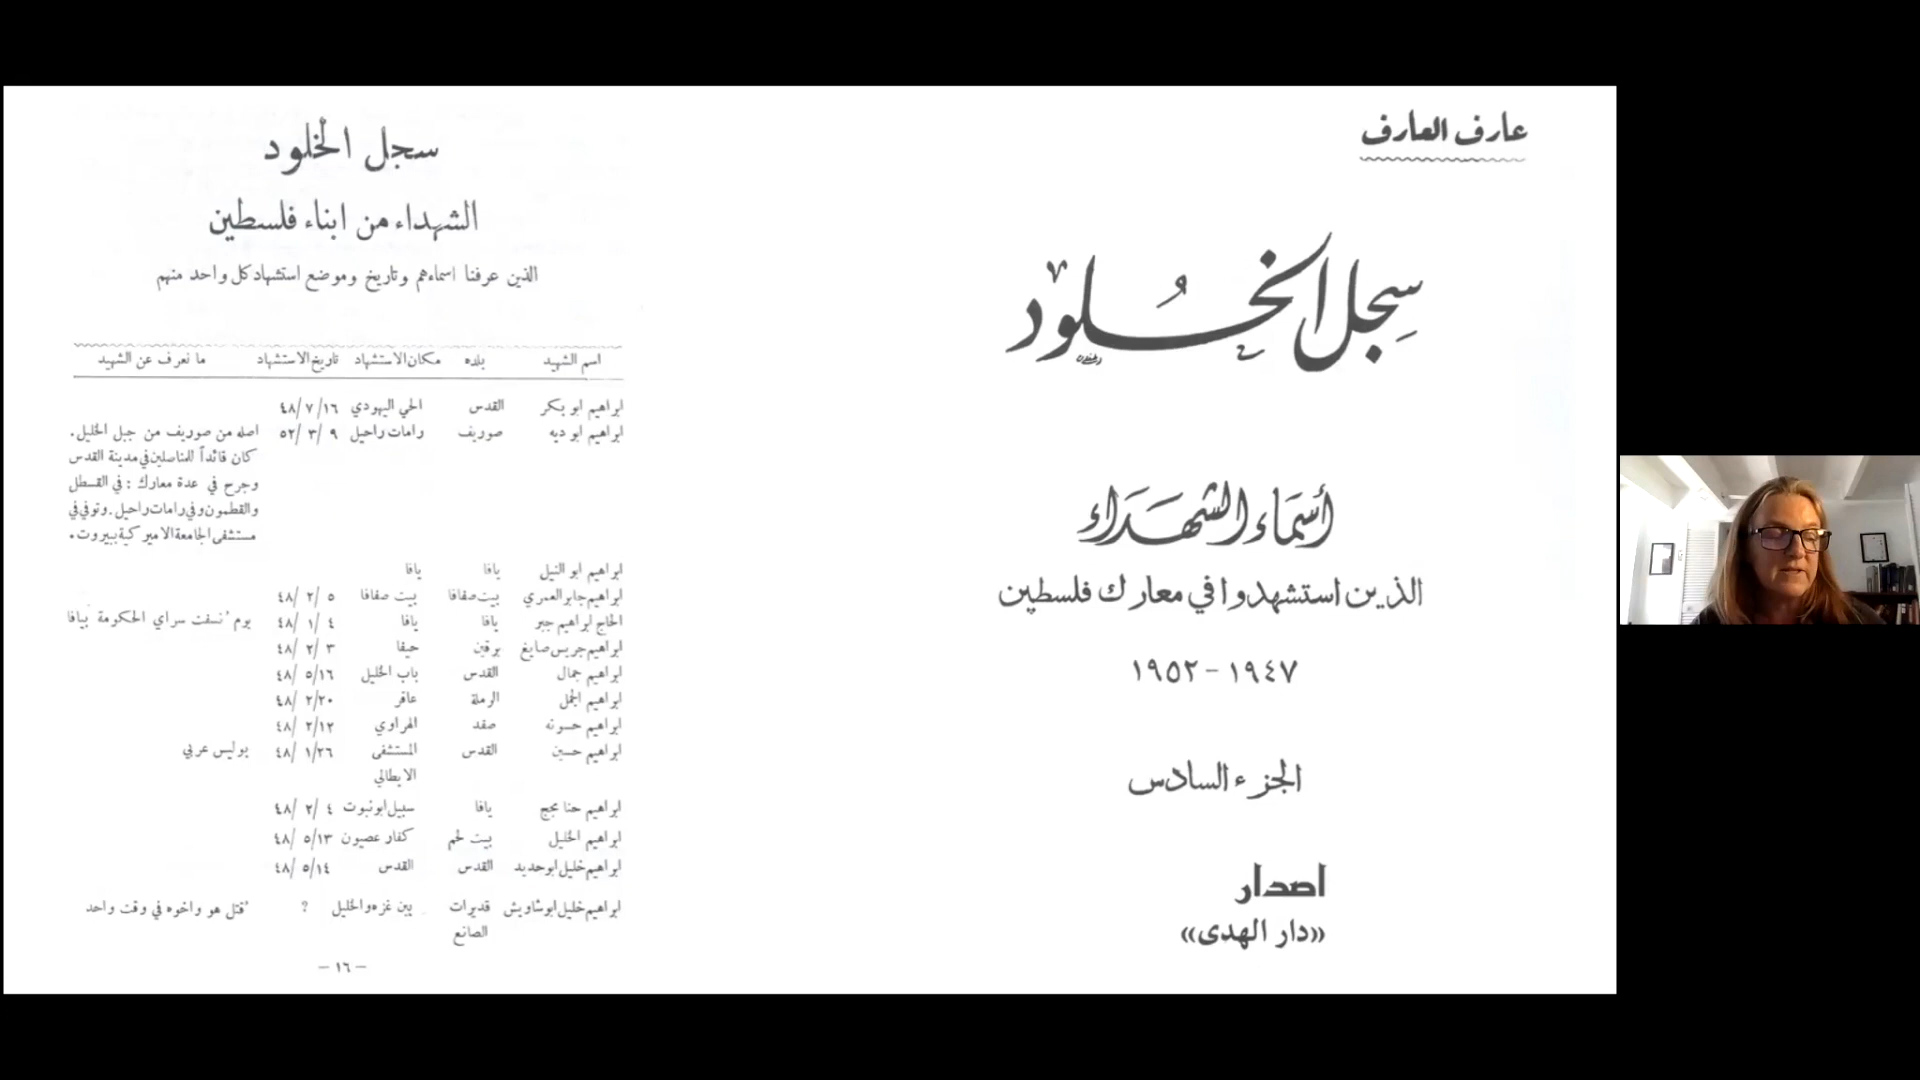 عارف العارف
سجل الخلود
أسماء الشهداء
الذين استشهدوا في معارك فلسطين
١٩٤٧ - ١٩٥٢
الجزء السادس
اصدار
«دار الهدى»
سجل الخلود
الشهداء من ابناء فلسطين
الذين عرفنا اسماءهم وتاريخ وموضع استشهاد كل واحد منهم
اسم الشهيد بلده مكان الاستشهاد تاريخ الاستشهاد ما نعرف عن الشهيد
ابراهيم ابو بكر القدس الحي اليهودي ١٦/ ٧ /٤٨
ابراهيم ابو ديه صوريف رامات راحيل ٩ /٣ /٥٢ اصله من صوريف من جبل الخليل.
كان قائداً للمناضلين في مدينة القدس
وجرح في عدة معارك : في القسطل
والقطمون وفي رامات راحيل. وتوفي في
مستشفى الجامعة الاميركية ببيروت.
ابراهيم ابو النيل يافا يافا
ابراهيم جابر العمري بيت صفافا بيت صفافا ٥ /٢ /٤٨
الحاج ابراهيم جبر يافا يافا ٤ /١ /٤٨ يوم نُسفت سراي الحكومة بيافا
ابراهيم جريس صايغ برقين حيفا ٣ /٢ /٤٨
ابراهيم جمال القدس باب الخليل ١٦/٥ /٤٨
ابراهيم الجمل الرملة عاقر ٢٠/٢ /٤٨
ابراهيم حسونه صفد الهراوي ١٢/٢ /٤٨
ابراهيم حسين القدس المستشفى ٢٦/١ /٤٨ بوليس عربي
الايطالي
ابراهيم حنا بجج يافا سبيل ابو نبوت ٤ /٢ /٤٨
ابراهيم الخليل بيت لحم كفار عصيون ١٣/٥ /٤٨
ابراهيم خليل ابو حديد القدس القدس ١٤/٥ /٤٨
ابراهيم خليل ابو شاويش قديرات بين غزه والخليل ؟ قُتل هو واخوه في وقت واحد
الصانع
– ١٦ –